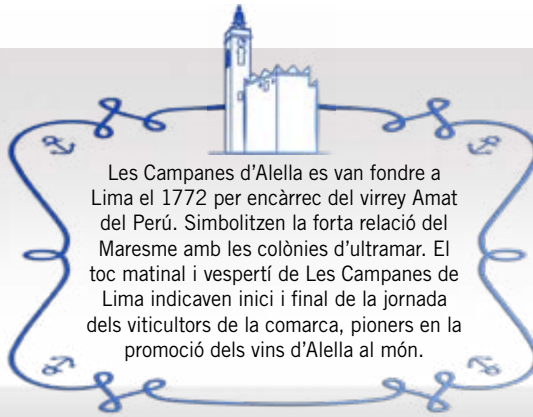 Les Campanes d’Alella es van fondre a
Lima el 1772 per encàrrec del virrey Amat
del Perú. Simbolitzen la forta relació del
Maresme amb les colònies d’ultramar. El
toc matinal i vespertí de Les Campanes de
Lima indicaven inici i final de la jornada
dels viticultors de la comarca, pioners en la
promoció dels vins d’Alella al món.